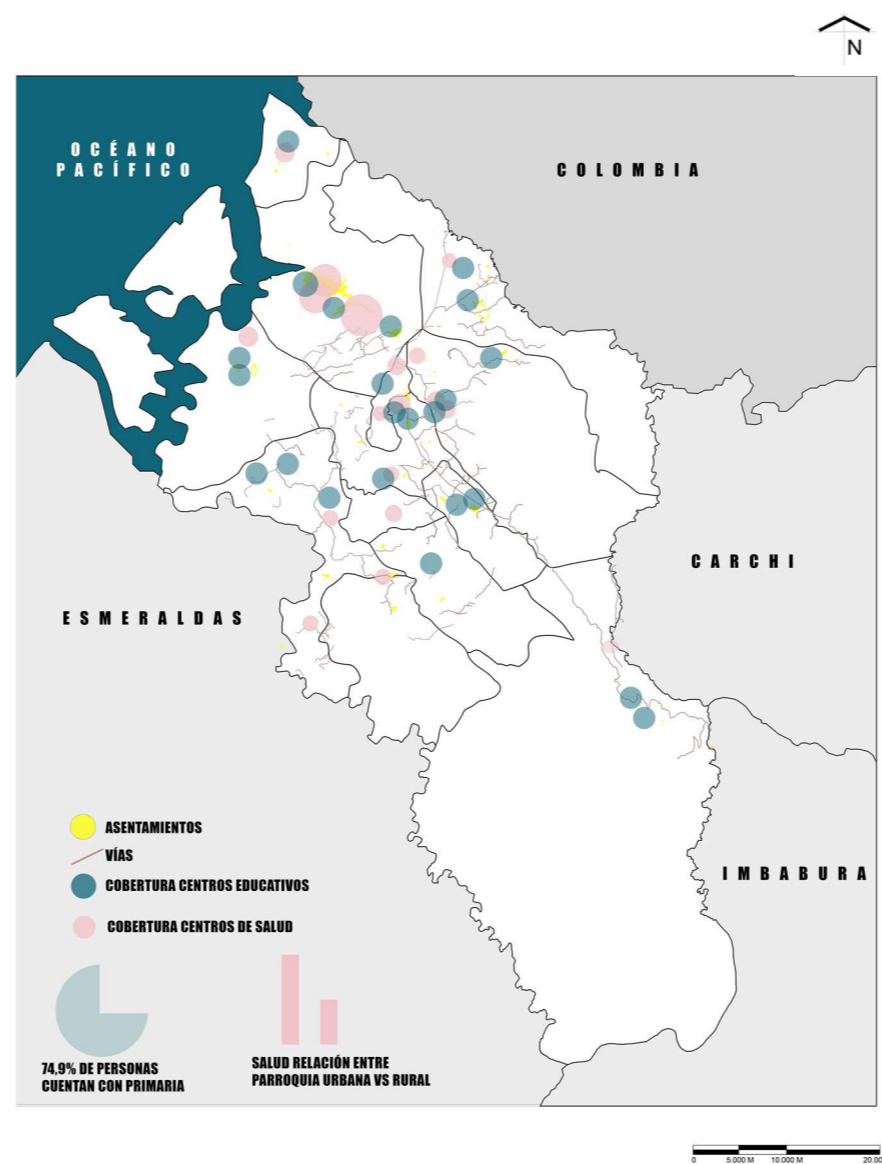 N
OCÉANO
PACÍFICO
COLOMBIA
CARCHI
ESMERALDAS
IMBABURA
ASENTAMIENTOS
VÍAS
COBERTURA CENTROS EDUCATIVOS
COBERTURA CENTROS DE SALUD
74,9% DE PERSONAS
CUENTAN CON PRIMARIA
SALUD RELACIÓN ENTRE
PARROQUIA URBANA VS RURAL
0 5.000 M 10.000 M 20.00